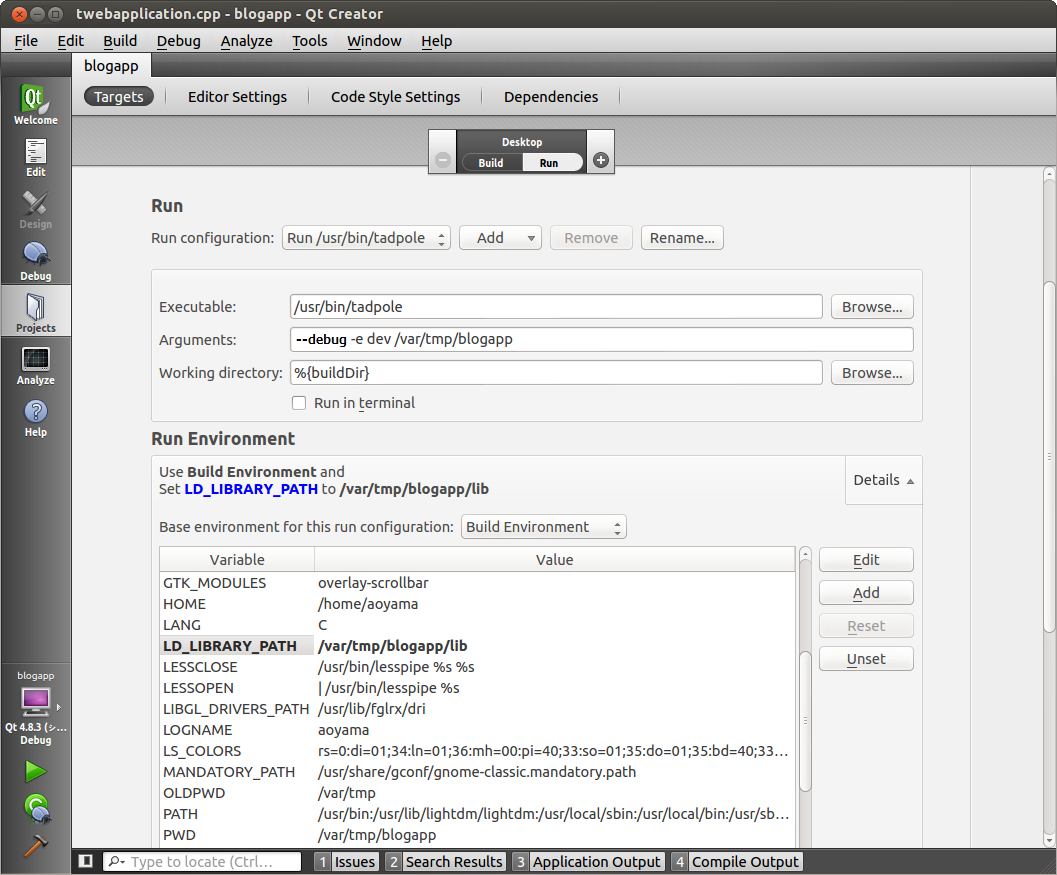 twebapplication.cpp - blogapp - Qt Creator
File Edit Build Debug Analyze Tools Window Help
blogapp
Targets Editor Settings Code Style Settings Dependencies
Desktop
Build Run
Qt
Welcome
Edit
Design
Debug
Projects
Analyze
Help
Run
Run configuration: Run /usr/bin/tadpole Add Remove Rename...
Executable: /usr/bin/tadpole Browse...
Arguments: --debug -e dev /var/tmp/blogapp
Working directory: %{buildDir} Browse...
Run in terminal
Run Environment
Use Build Environment and
Set LD_LIBRARY_PATH to /var/tmp/blogapp/lib
Details
Base environment for this run configuration: Build Environment
Variable Value
GTK_MODULES overlay-scrollbar
HOME /home/aoyama
LANG C
LD_LIBRARY_PATH /var/tmp/blogapp/lib
LESSCLOSE /usr/bin/lesspipe %s %s
LESSOPEN | /usr/bin/lesspipe %s
LIBGL_DRIVERS_PATH /usr/lib/fglrx/dri
LOGNAME aoyama
LS_COLORS rs=0:di=01;34:ln=01;36:mh=00:pi=40;33:so=01;35:do=01;35:bd=40;33...
MANDATORY_PATH /usr/share/gconf/gnome-classic.mandatory.path
OLDPWD /var/tmp
PATH /usr/bin:/usr/lib/lightdm/lightdm:/usr/local/sbin:/usr/local/bin:/usr/sb...
PWD /var/tmp/blogapp
Edit
Add
Reset
Unset
blogapp
Qt 4.8.3 (シ...
Debug
Type to locate (Ctrl... 1 Issues 2 Search Results 3 Application Output 4 Compile Output